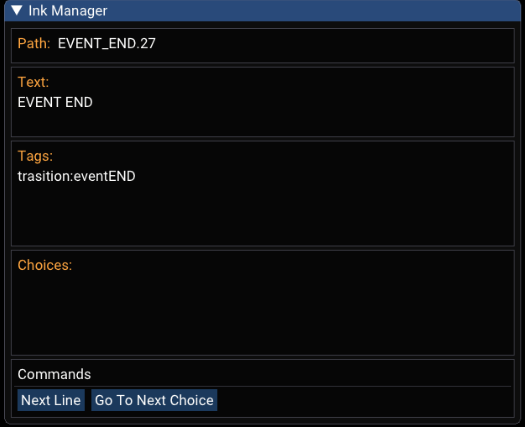 Ink Manager
Path: EVENT_END.27
Text:
EVENT END
Tags:
trasition:eventEND
Choices:
Commands
Next Line Go To Next Choice